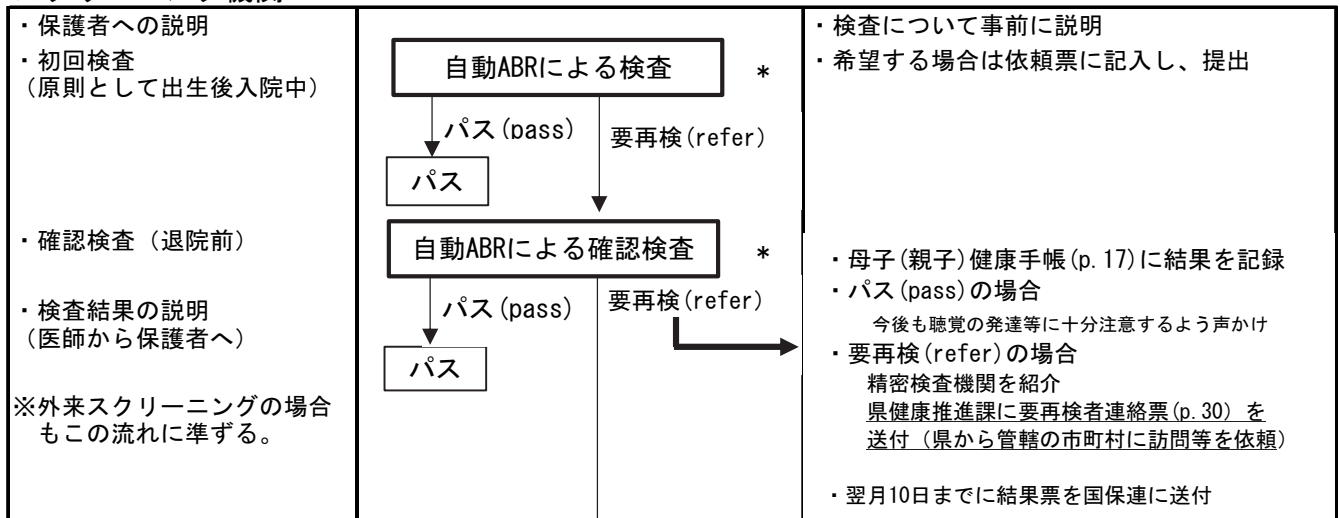 ・保護者への説明
・初回検査
（原則として出生後入院中）
・確認検査（退院前）
・検査結果の説明
（医師から保護者へ）
※外来スクリーニングの場合
もこの流れに準ずる。
自動ABRによる検査 *
パス(pass)
要再検(refer)
パス
自動ABRによる確認検査 *
パス(pass)
要再検(refer)
パス
・検査について事前に説明
・希望する場合は依頼票に記入し、提出
・母子(親子)健康手帳(p.17)に結果を記録
・パス(pass)の場合
今後も聴覚の発達等に十分注意するよう声かけ
・要再検(refer)の場合
精密検査機関を紹介
県健康推進課に要再検者連絡票(p.30）を
送付（県から管轄の市町村に訪問等を依頼）
・翌月10日までに結果票を国保連に送付